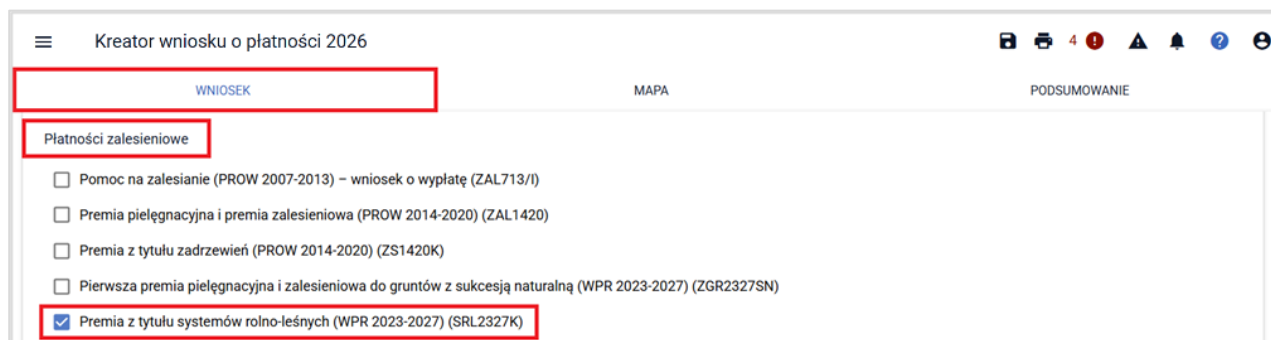 Kreator wniosku o płatności 2026
4
WNIOSEK MAPA PODSUMOWANIE
Płatności zalesieniowe
Pomoc na zalesianie (PROW 2007-2013) – wniosek o wypłatę (ZAL713/I)
Premia pielęgnacyjna i premia zalesieniowa (PROW 2014-2020) (ZAL1420)
Premia z tytułu zadrzewień (PROW 2014-2020) (ZS1420K)
Pierwsza premia pielęgnacyjna i zalesieniowa do gruntów z sukcesją naturalną (WPR 2023-2027) (ZGR2327SN)
Premia z tytułu systemów rolno-leśnych (WPR 2023-2027) (SRL2327K)